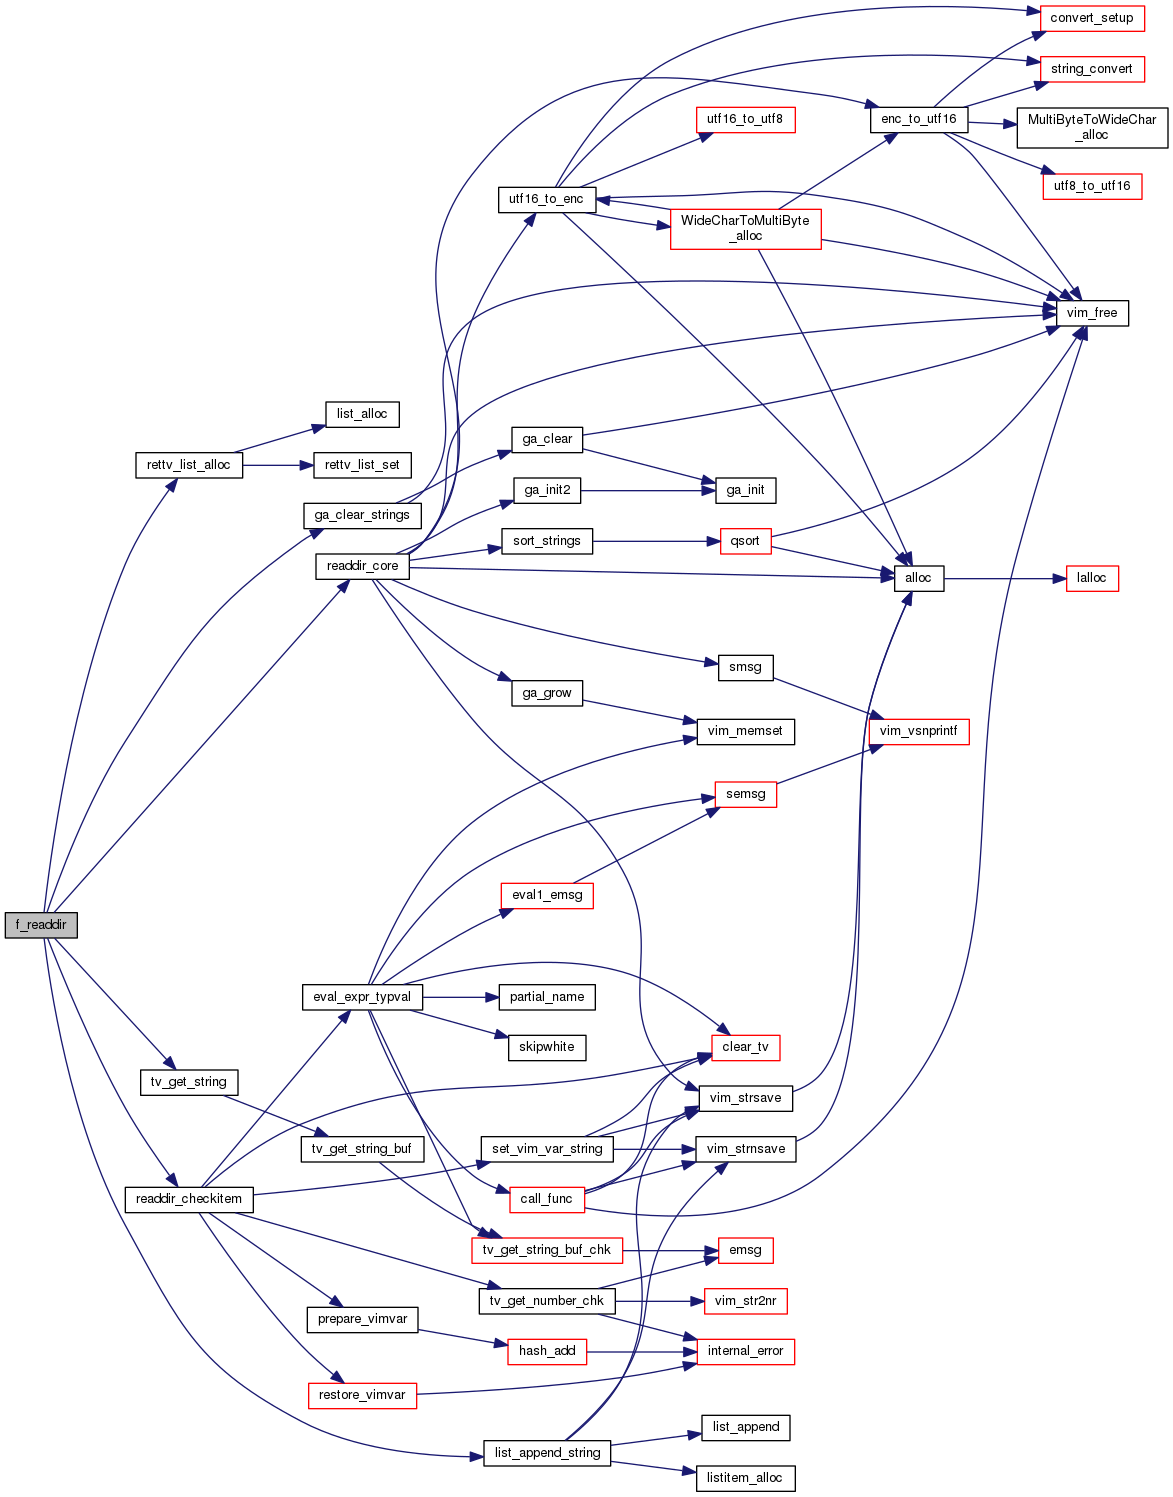 convert_setup
string_convert
utf16_to_utf8
enc_to_utf16
MultiByteToWideChar
_alloc
utf8_to_utf16
utf16_to_enc
WideCharToMultiByte
_alloc
vim_free
list_alloc
rettv_list_alloc
rettv_list_set
ga_clear
ga_init2
ga_init
ga_clear_strings
sort_strings
qsort
readdir_core
alloc
lalloc
smsg
ga_grow
vim_memset
vim_vsnprintf
semsg
eval1_emsg
f_readdir
eval_expr_typval
partial_name
skipwhite
clear_tv
tv_get_string
vim_strsave
tv_get_string_buf
set_vim_var_string
vim_strnsave
readdir_checkitem
call_func
tv_get_string_buf_chk
emsg
tv_get_number_chk
vim_str2nr
prepare_vimvar
hash_add
internal_error
restore_vimvar
list_append
list_append_string
listitem_alloc